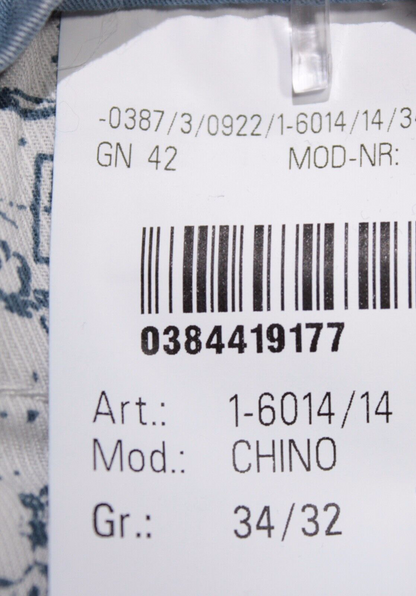 -0387/3/0922/1-6014/14/3
GN 42 MOD-NR:
0384419177
Art.: 1-6014/14
Mod.: CHINO
Gr.: 34/32